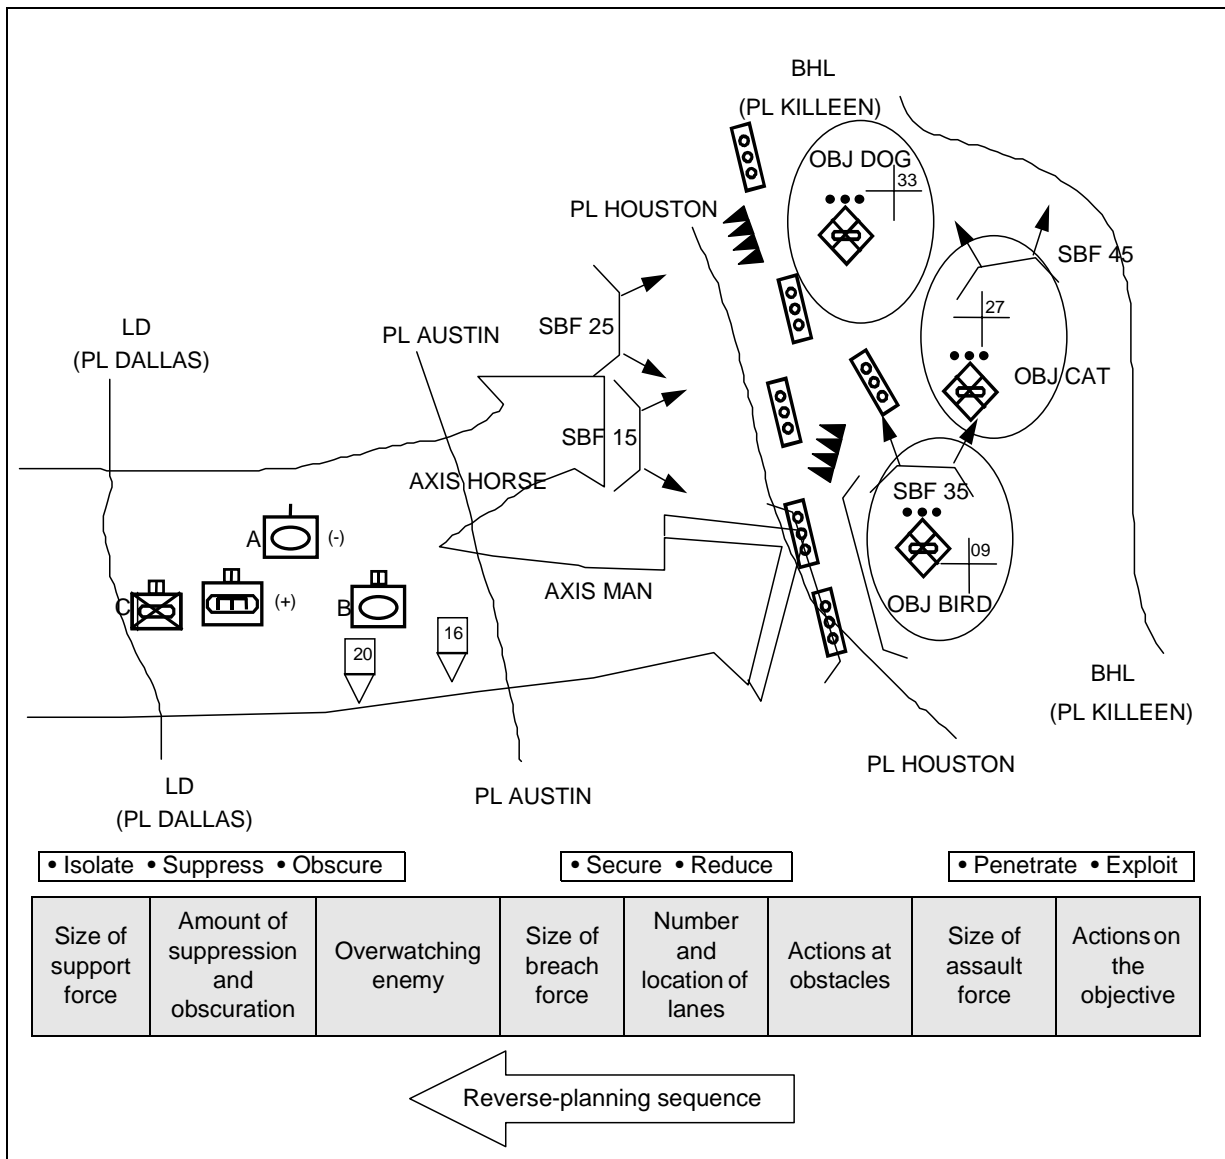 BHL
(PL KILLEEN)
OBJ DOG
33
PL HOUSTON
SBF 45
27
LD
(PL DALLAS)
PL AUSTIN
SBF 25
OBJ CAT
SBF 15
AXIS HORSE
SBF 35
A
(-)
09
C
(+)
B
AXIS MAN
OBJ BIRD
16
20
BHL
(PL KILLEEN)
PL HOUSTON
LD
(PL DALLAS)
PL AUSTIN
• Isolate • Suppress • Obscure
• Secure • Reduce
• Penetrate • Exploit
Size of
support
force
Amount of
suppression
and
obscuration
Overwatching
enemy
Size of
breach
force
Number
and
location of
lanes
Actions at
obstacles
Size of
assault
force
Actions on
the
objective
Reverse-planning sequence